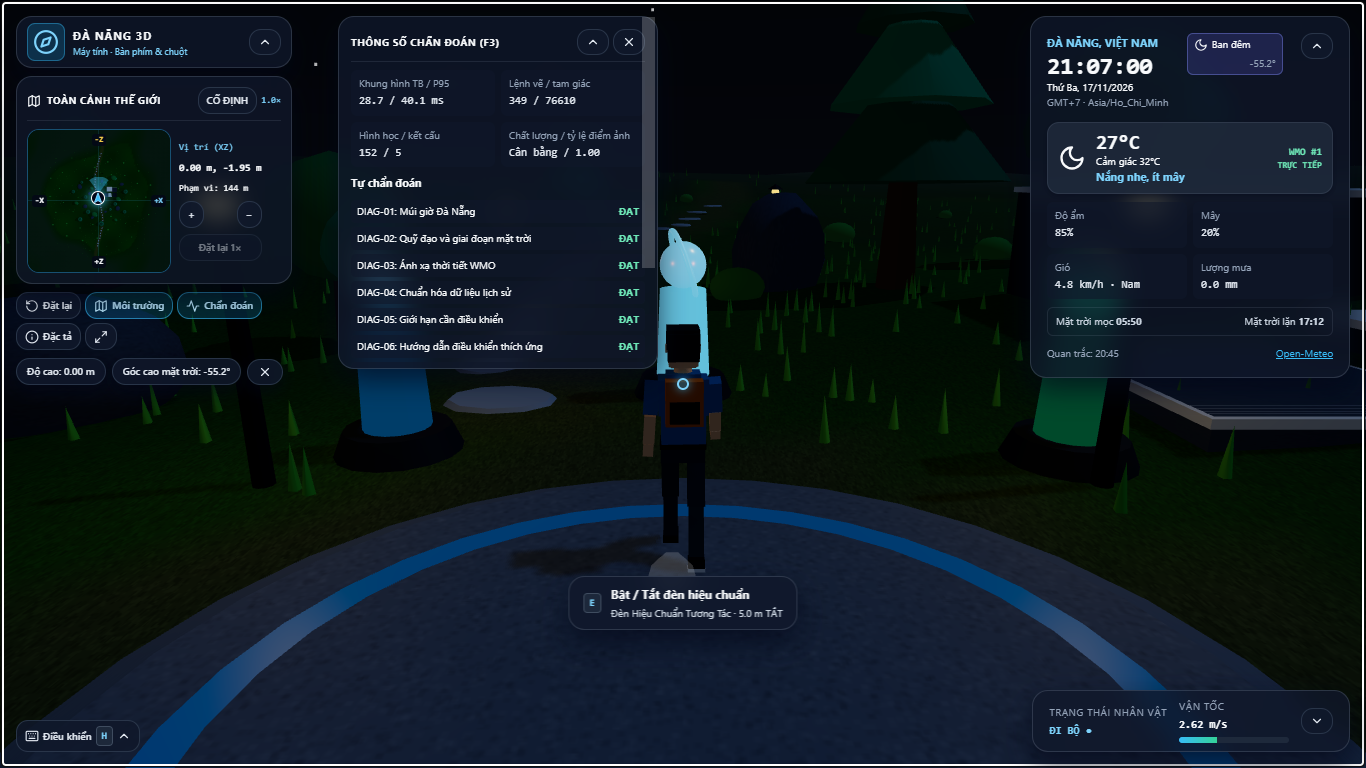 ĐÀ NẴNG 3D
Máy tính · Bàn phím & chuột
TOÀN CẢNH THẾ GIỚI
CỐ ĐỊNH
1.0×
-Z
-X
+X
+Z
Vị trí (XZ)
0.00 m, -1.95 m
Phạm vi: 144 m
+
−
Đặt lại 1×
Đặt lại
Môi trường
Chẩn đoán
Đặc tả
Độ cao: 0.00 m
Góc cao mặt trời: -55.2°
THÔNG SỐ CHẨN ĐOÁN (F3)
Khung hình TB / P95
28.7 / 40.1 ms
Lệnh vẽ / tam giác
349 / 76610
Hình học / kết cấu
152 / 5
Chất lượng / tỷ lệ điểm ảnh
Cân bằng / 1.00
Tự chẩn đoán
DIAG-01: Múi giờ Đà Nẵng ĐẠT
DIAG-02: Quỹ đạo và giai đoạn mặt trời ĐẠT
DIAG-03: Ánh xạ thời tiết WMO ĐẠT
DIAG-04: Chuẩn hóa dữ liệu lịch sử ĐẠT
DIAG-05: Giới hạn cần điều khiển ĐẠT
DIAG-06: Hướng dẫn điều khiển thích ứng ĐẠT
ĐÀ NẴNG, VIỆT NAM
21:07:00
Thứ Ba, 17/11/2026
GMT+7 · Asia/Ho_Chi_Minh
Ban đêm
-55.2°
27°C
Cảm giác 32°C
Nắng nhẹ, ít mây
WMO #1
TRỰC TIẾP
Độ ẩm
85%
Mây
20%
Gió
4.8 km/h · Nam
Lượng mưa
0.0 mm
Mặt trời mọc 05:50
Mặt trời lặn 17:12
Quan trắc: 20:45
Open-Meteo
E
Bật / Tắt đèn hiệu chuẩn
Đèn Hiệu Chuẩn Tương Tác · 5.0 m TẮT
Điều khiển H
TRẠNG THÁI NHÂN VẬT
ĐI BỘ
VẬN TỐC
2.62 m/s